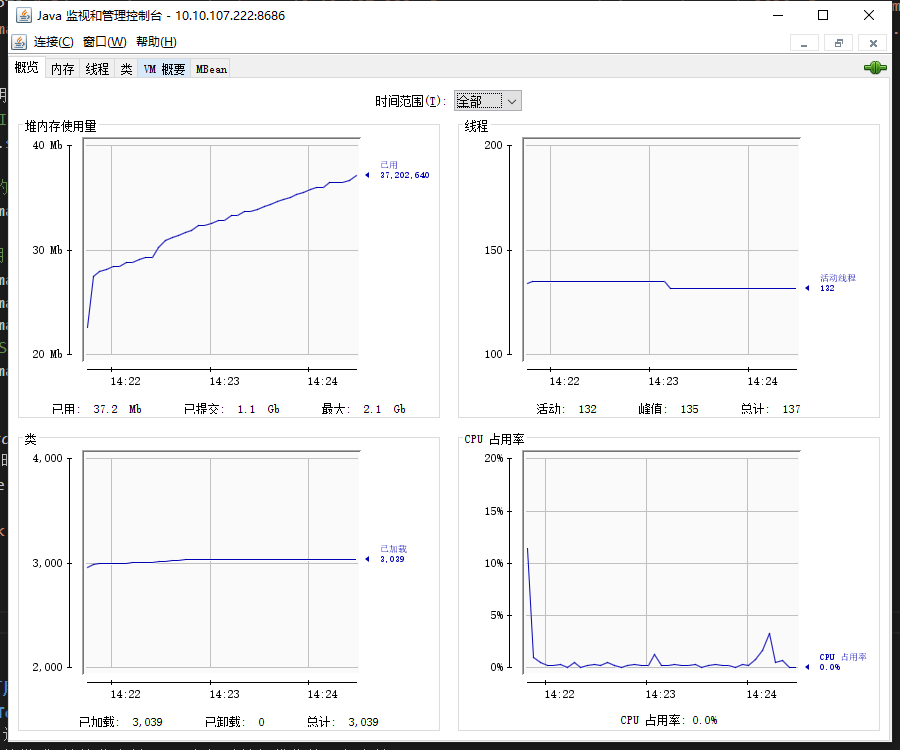 Java 监视和管理控制台 - 10.10.107.222:8686
连接(C) 窗口(W) 帮助(H)
概览 内存 线程 类 VM 概要 MBean
时间范围(T): 全部
堆内存使用量
40 Mb
30 Mb
20 Mb
已用
37,202,640
14:22 14:23 14:24
已用: 37.2 Mb 已提交: 1.1 Gb 最大: 2.1 Gb
线程
200
150
100
活动线程
132
14:22 14:23 14:24
活动: 132 峰值: 135 总计: 137
类
4,000
3,000
2,000
已加载
3,039
14:22 14:23 14:24
已加载: 3,039 已卸载: 0 总计: 3,039
CPU 占用率
20%
15%
10%
5%
0%
CPU 占用率
0.0%
14:22 14:23 14:24
CPU 占用率: 0.0%